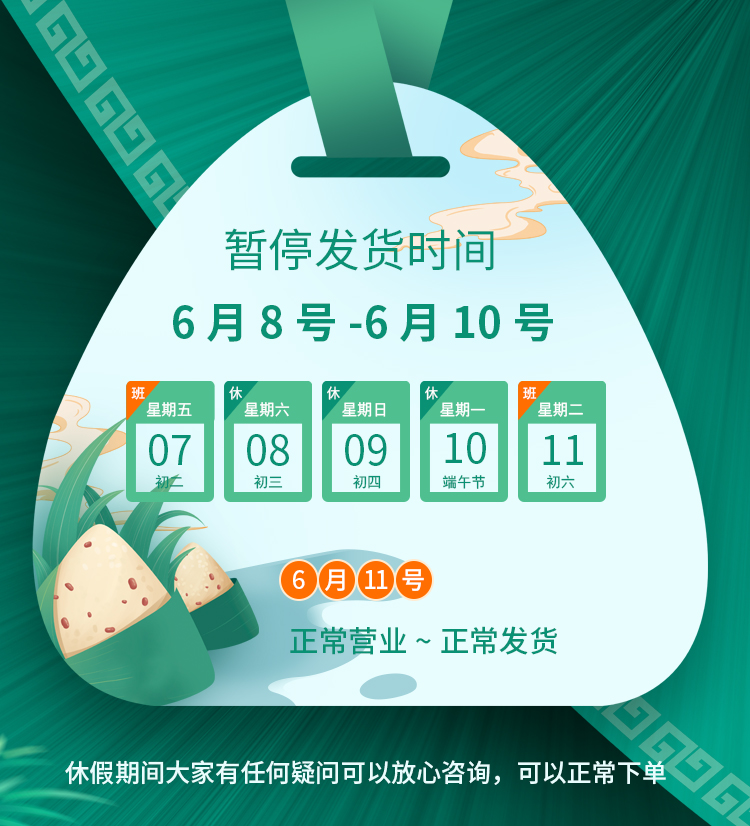 暂停发货时间
6月8号-6月10号
班 休 休 休 班
星期五 星期六 星期日 星期一 星期二
07 08 09 10 11
初二 初三 初四 端午节 初六
6月11号
正常营业~正常发货
休假期间大家有任何疑问可以放心咨询，可以正常下单